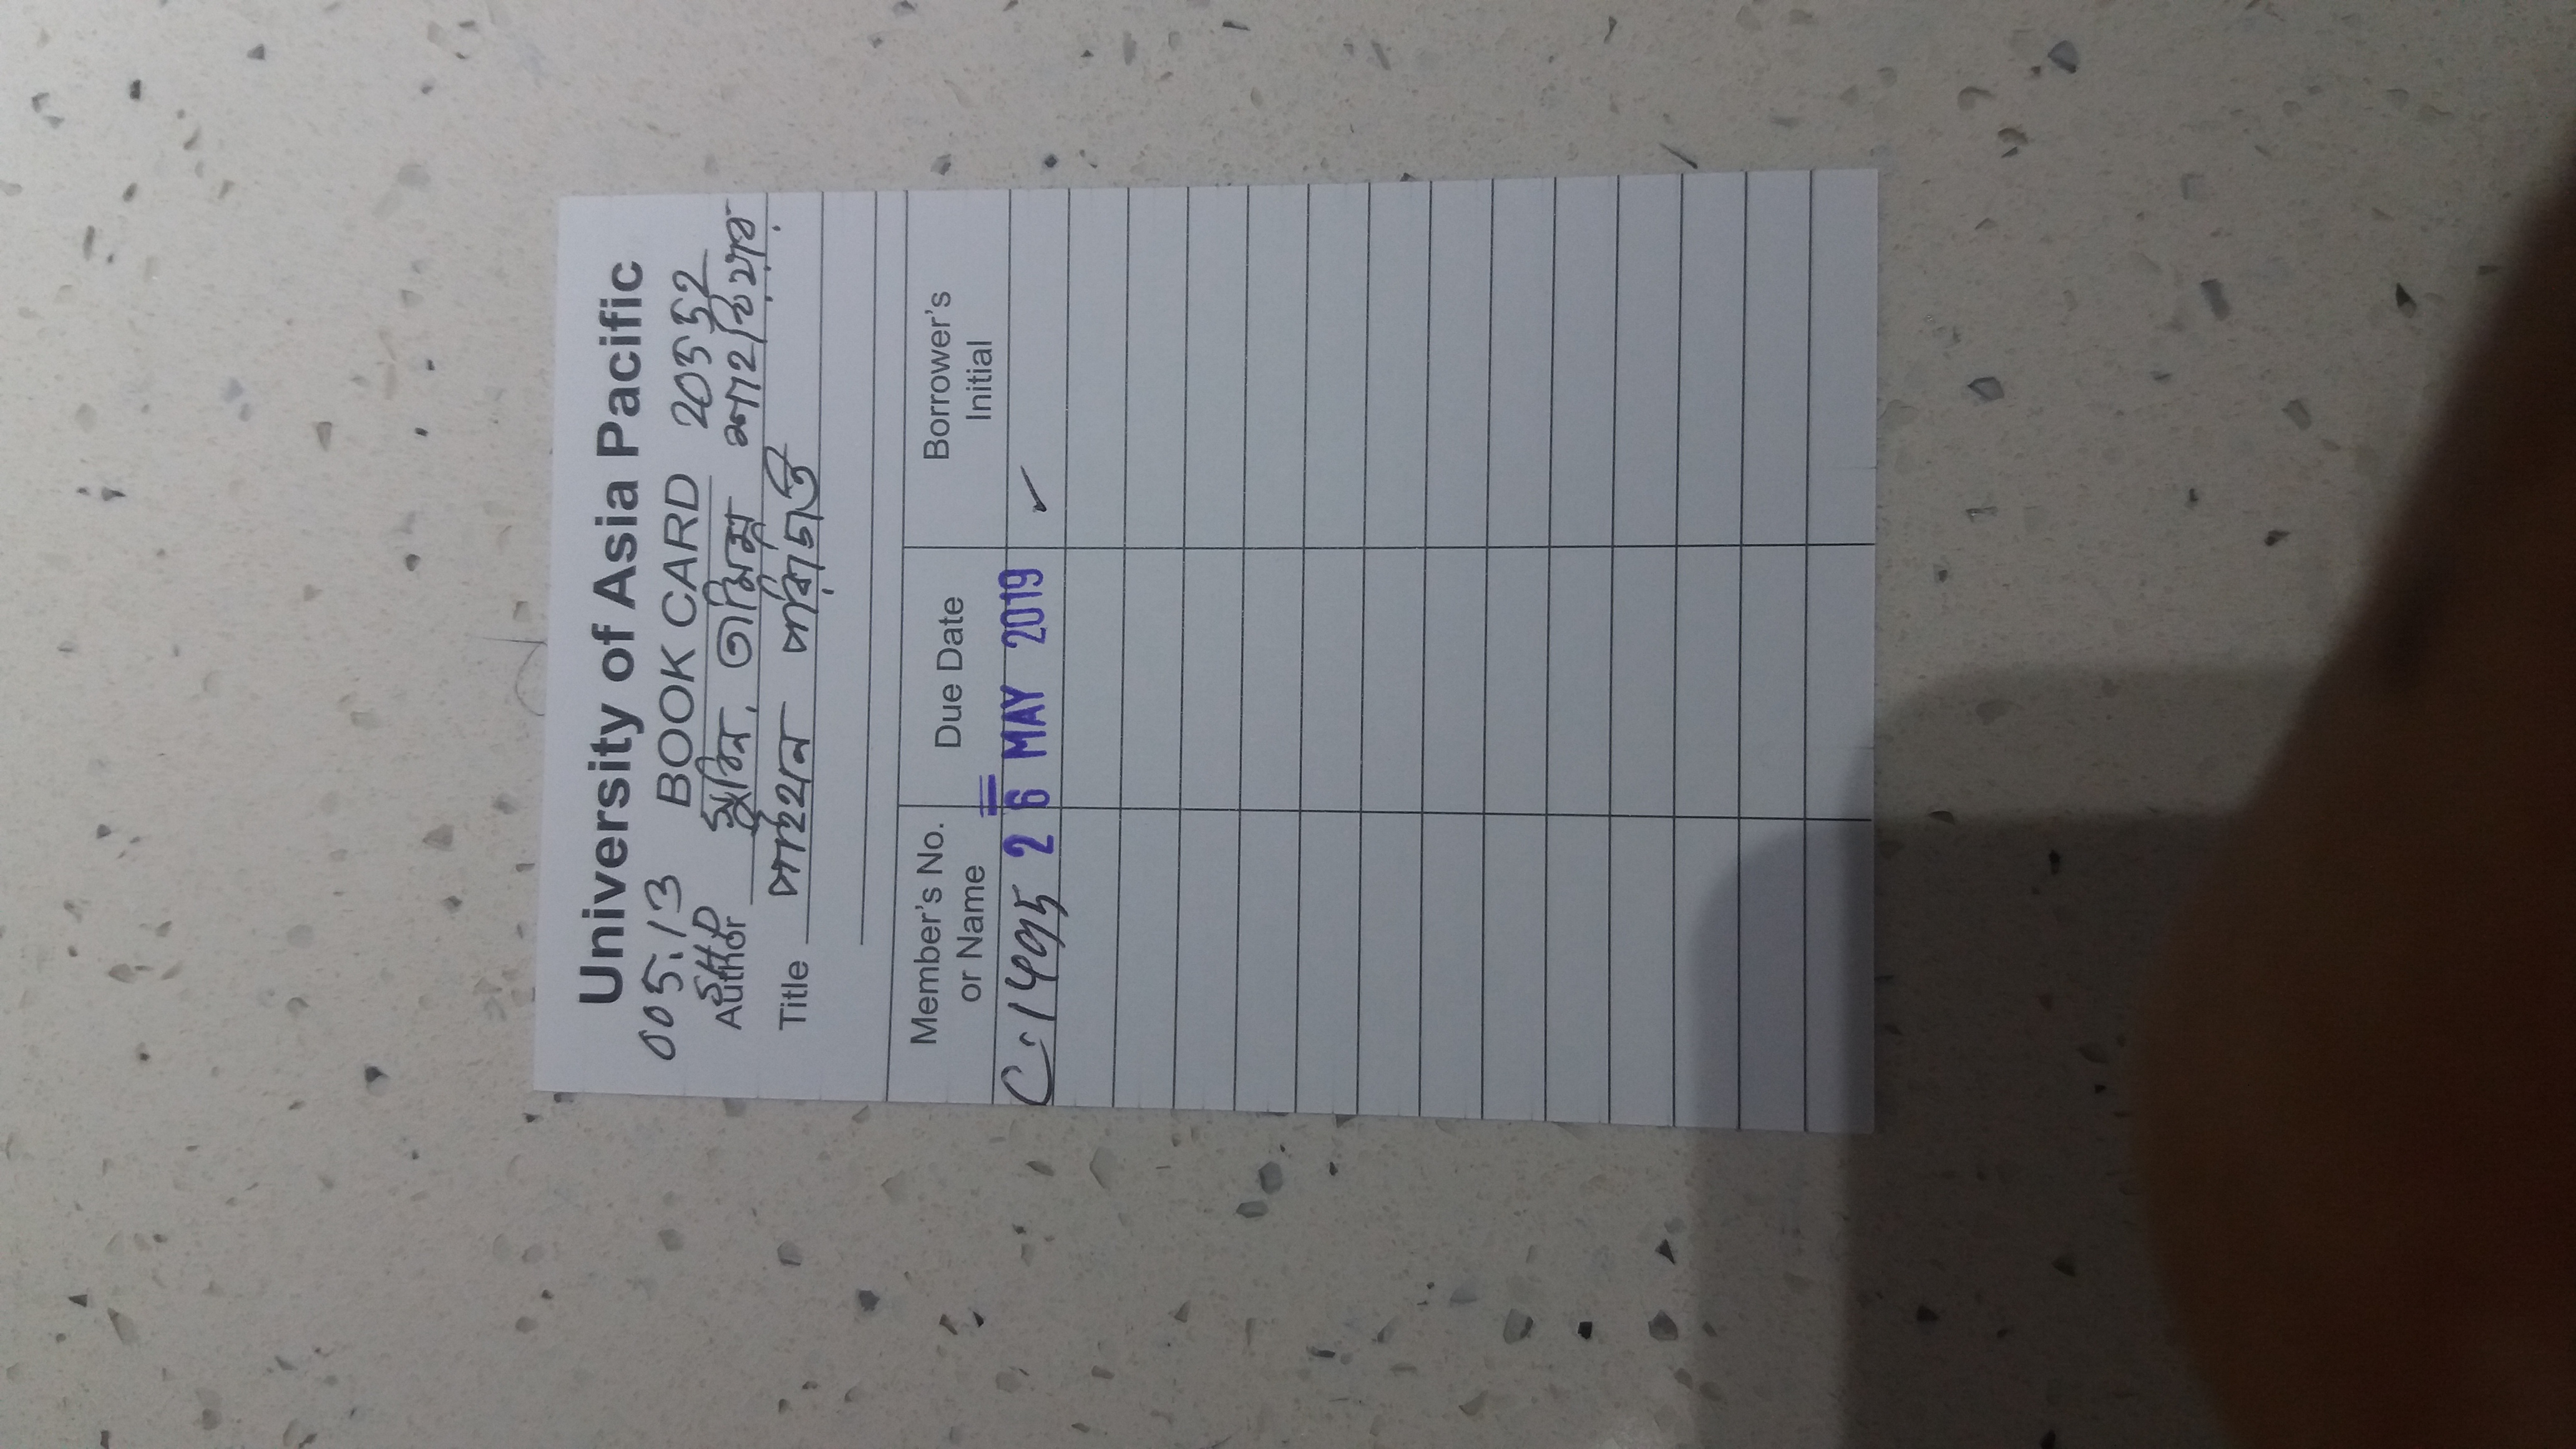 University of Asia Pacific
005.13 BOOK CARD 20552
SHD
Author সুবিন, তামিম শাহরিয়ার
Title পাইথন পরিচিতি
Member's No. or Name Due Date Borrower's Initial
C-1495 26 MAY 2019 ✓